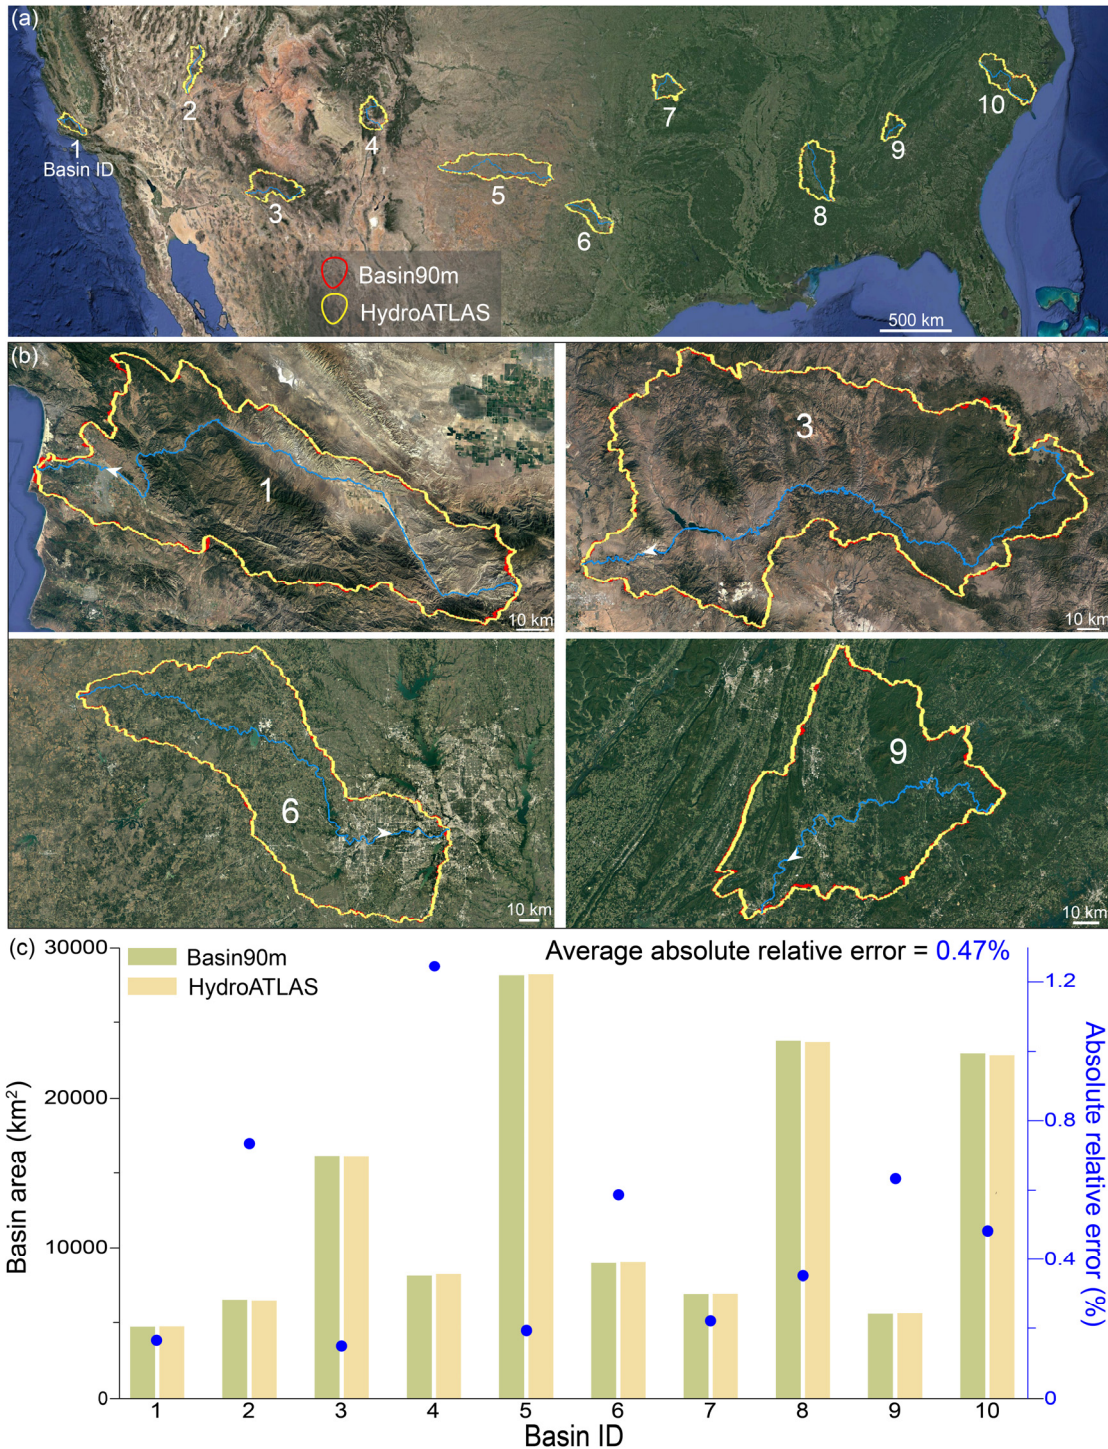 (a)
1
Basin ID
2
3
4
5
6
7
8
9
10
Basin90m
HydroATLAS
500 km
(b)
1
10 km
3
10 km
6
10 km
9
10 km
(c)
Average absolute relative error = 0.47%
Basin90m
HydroATLAS
Basin area (km²)
30000
20000
10000
0
Absolute relative error (%)
1.2
0.8
0.4
0
1 2 3 4 5 6 7 8 9 10
Basin ID